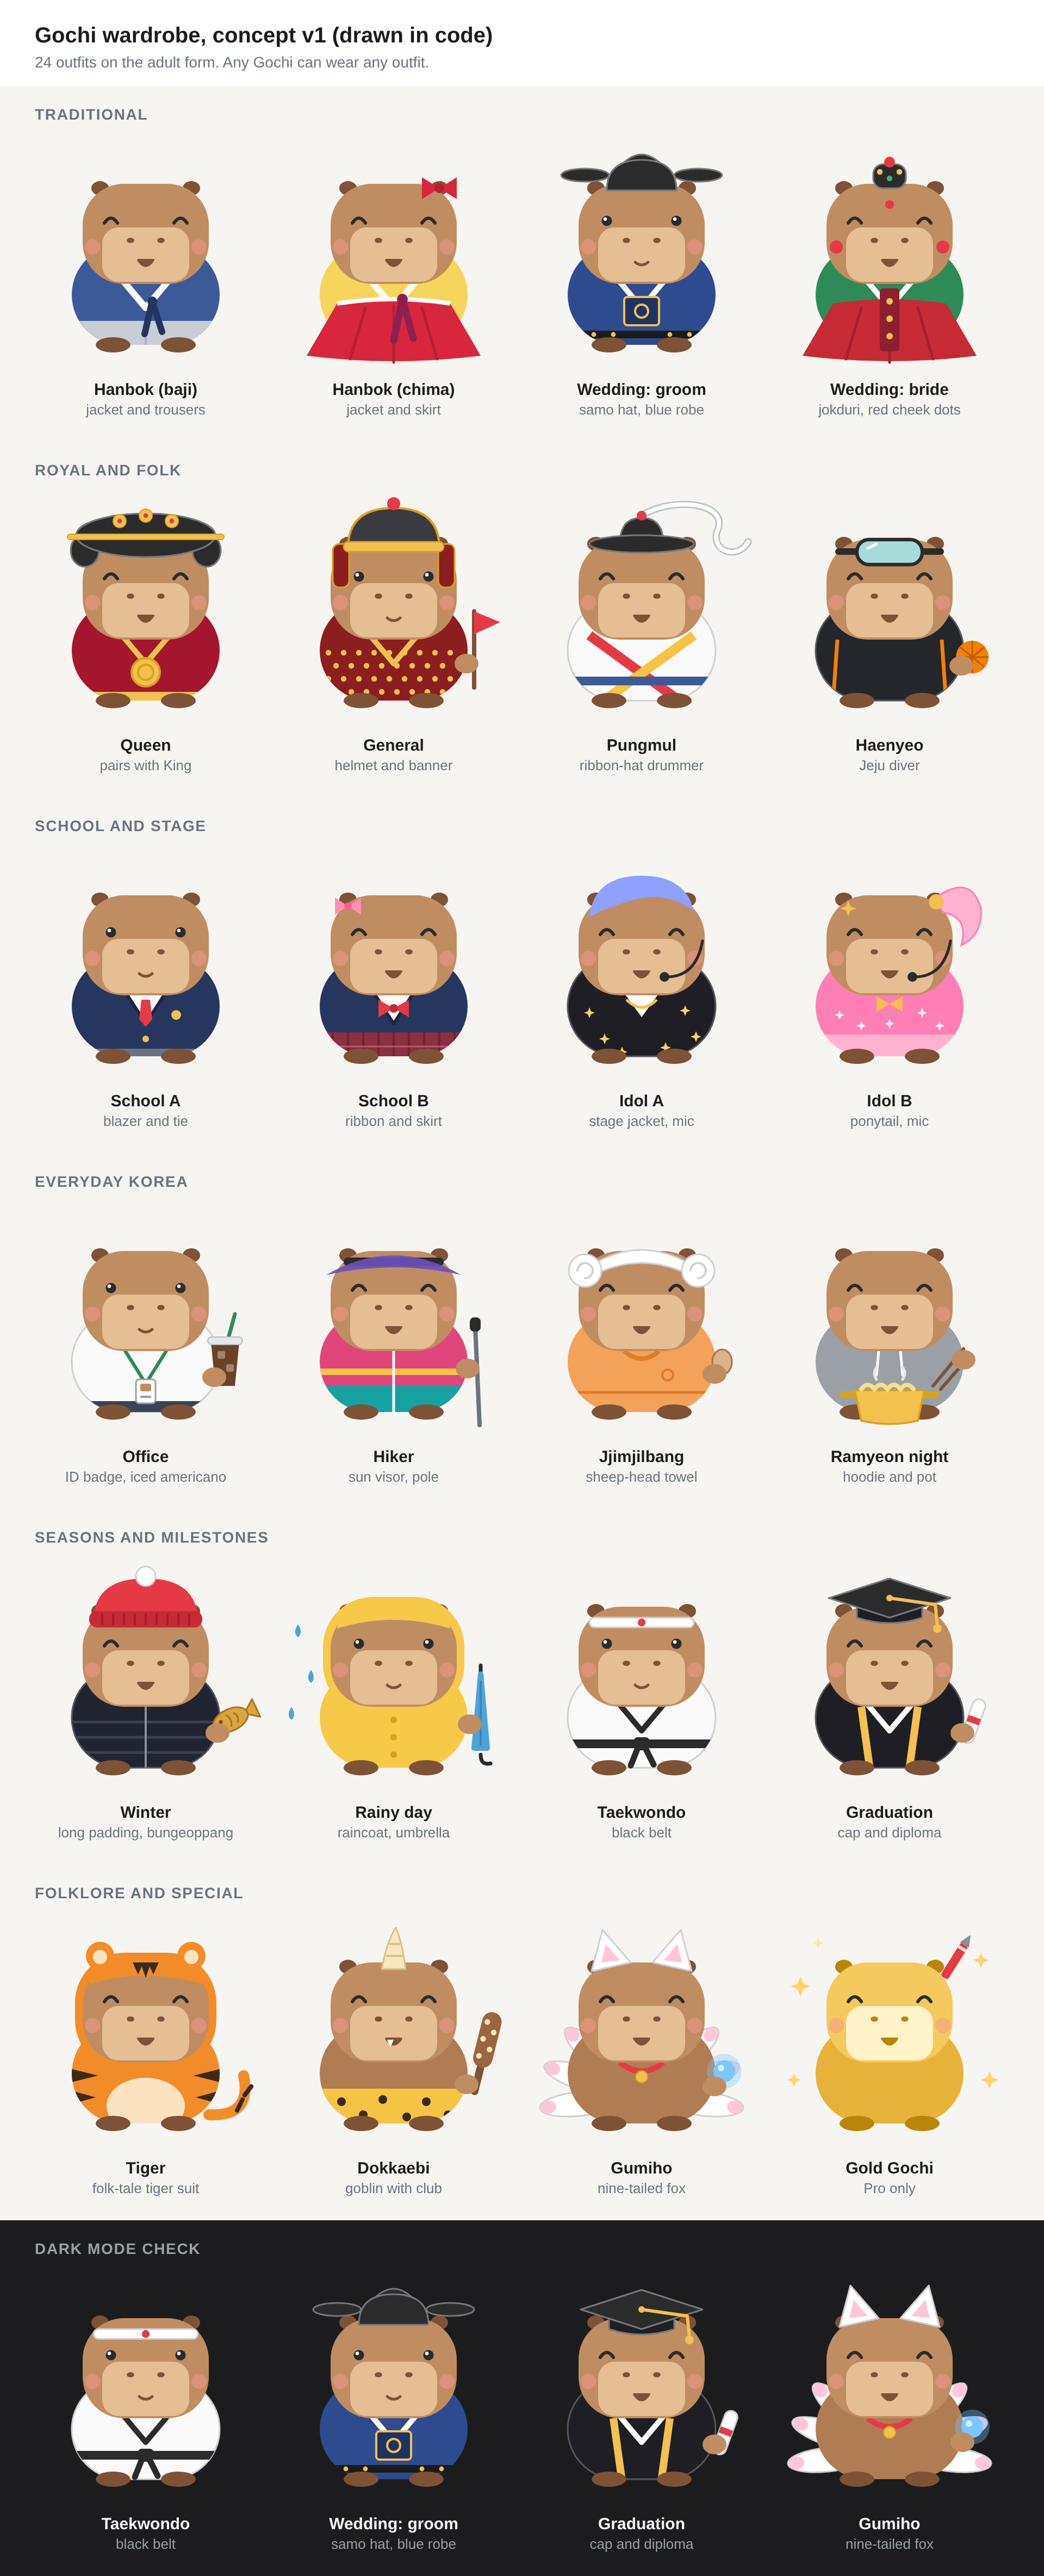 Gochi wardrobe, concept v1 (drawn in code)
24 outfits on the adult form. Any Gochi can wear any outfit.
TRADITIONAL
Hanbok (baji)
jacket and trousers
Hanbok (chima)
jacket and skirt
Wedding: groom
samo hat, blue robe
Wedding: bride
jokduri, red cheek dots
ROYAL AND FOLK
Queen
pairs with King
General
helmet and banner
Pungmul
ribbon-hat drummer
Haenyeo
Jeju diver
SCHOOL AND STAGE
School A
blazer and tie
School B
ribbon and skirt
Idol A
stage jacket, mic
Idol B
ponytail, mic
EVERYDAY KOREA
Office
ID badge, iced americano
Hiker
sun visor, pole
Jjimjilbang
sheep-head towel
Ramyeon night
hoodie and pot
SEASONS AND MILESTONES
Winter
long padding, bungeoppang
Rainy day
raincoat, umbrella
Taekwondo
black belt
Graduation
cap and diploma
FOLKLORE AND SPECIAL
Tiger
folk-tale tiger suit
Dokkaebi
goblin with club
Gumiho
nine-tailed fox
Gold Gochi
Pro only
DARK MODE CHECK
Taekwondo
black belt
Wedding: groom
samo hat, blue robe
Graduation
cap and diploma
Gumiho
nine-tailed fox